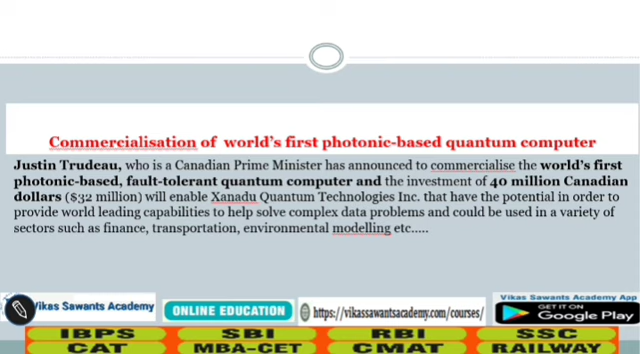 Commercialisation of world's first photonic-based quantum computer
Justin Trudeau, who is a Canadian Prime Minister has announced to commercialise the world's first
photonic-based, fault-tolerant quantum computer and the investment of 40 million Canadian
dollars ($32 million) will enable Xanadu Quantum Technologies Inc. that have the potential in order to
provide world leading capabilities to help solve complex data problems and could be used in a variety of
sectors such as finance, transportation, environmental modelling etc.....
Vikas Sawants Academy
ONLINE EDUCATION
https://vikassawantsacademy.com/courses/
Vikas Sawants Academy App
GET IT ON
Google Play
IBPS SBI RBI SSC
CAT MBA-CET CMAT RAILWAY